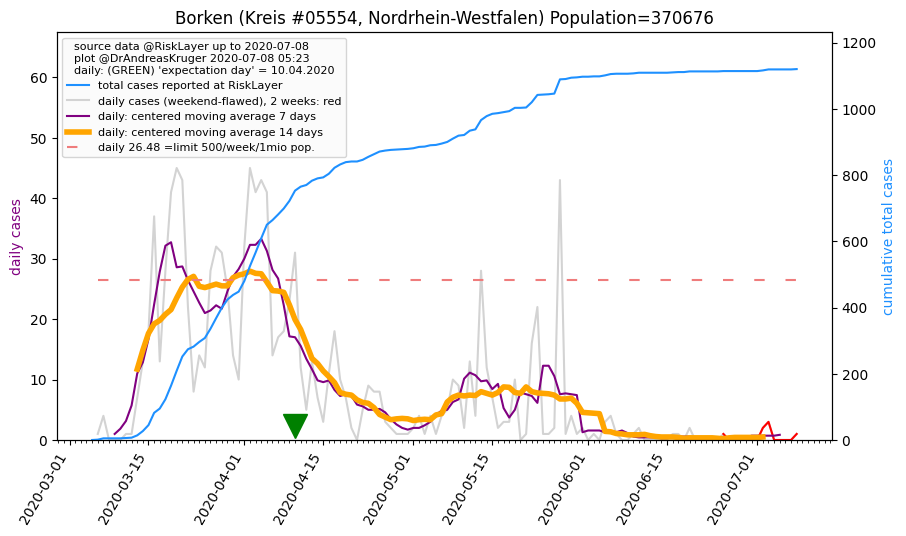 Borken (Kreis #05554, Nordrhein-Westfalen) Population=370676
source data @RiskLayer up to 2020-07-08
plot @DrAndreasKruger 2020-07-08 05:23
daily: (GREEN) 'expectation day' = 10.04.2020
total cases reported at RiskLayer
daily cases (weekend-flawed), 2 weeks: red
daily: centered moving average 7 days
daily: centered moving average 14 days
daily 26.48 =limit 500/week/1mio pop.
daily cases
60
50
40
30
20
10
0
1200
1000
800
600
400
200
0
cumulative total cases
2020-03-01
2020-03-15
2020-04-01
2020-04-15
2020-05-01
2020-05-15
2020-06-01
2020-06-15
2020-07-01